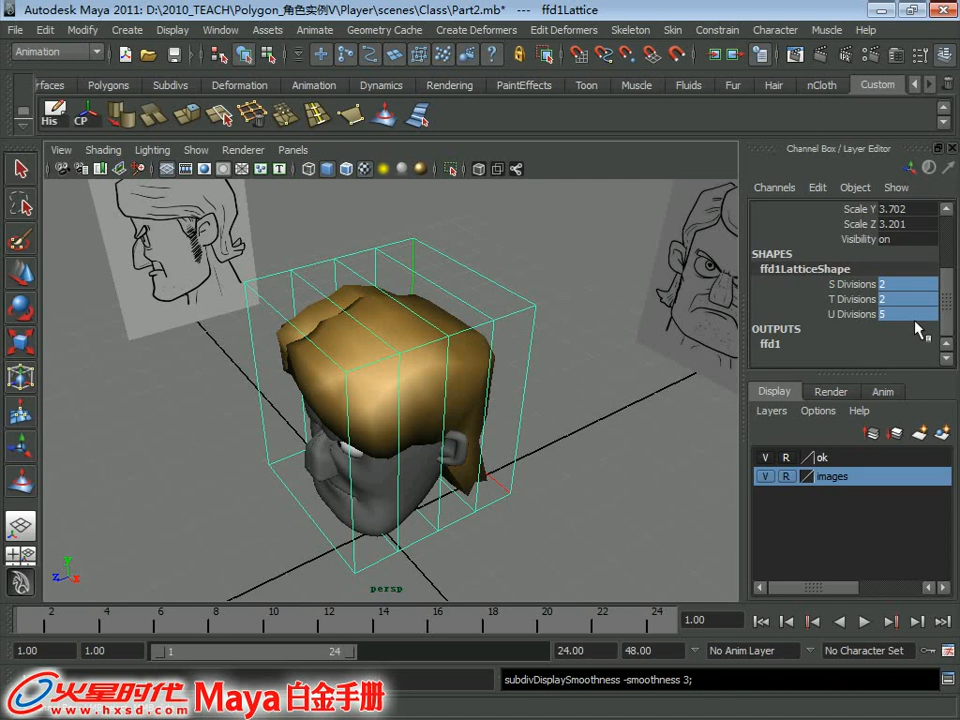 Autodesk Maya 2011: D:\2010_TEACH\Polygon_角色实例V\Player\scenes\Class\Part2.mb* --- ffd1Lattice
File Edit Modify Create Display Window Assets Animate Geometry Cache Create Deformers Edit Deformers Skeleton Skin Constrain Character Muscle Help
Animation
rfaces Polygons Subdivs Deformation Animation Dynamics Rendering PaintEffects Toon Muscle Fluids Fur Hair nCloth Custom
His CP
View Shading Lighting Show Renderer Panels
Channel Box / Layer Editor
Channels Edit Object Show
Scale Y 3.702
Scale Z 3.201
Visibility on
SHAPES
ffd1LatticeShape
S Divisions 2
T Divisions 2
U Divisions 5
OUTPUTS
ffd1
Display Render Anim
Layers Options Help
V R ok
V R images
y
z x
persp
2 4 6 8 10 12 14 16 18 20 22 24
1.00
1.00 1.00 1 24 24.00 48.00 No Anim Layer No Character Set
subdivDisplaySmoothness -smoothness 3;
火星时代 Maya 白金手册
www.hxsd.com